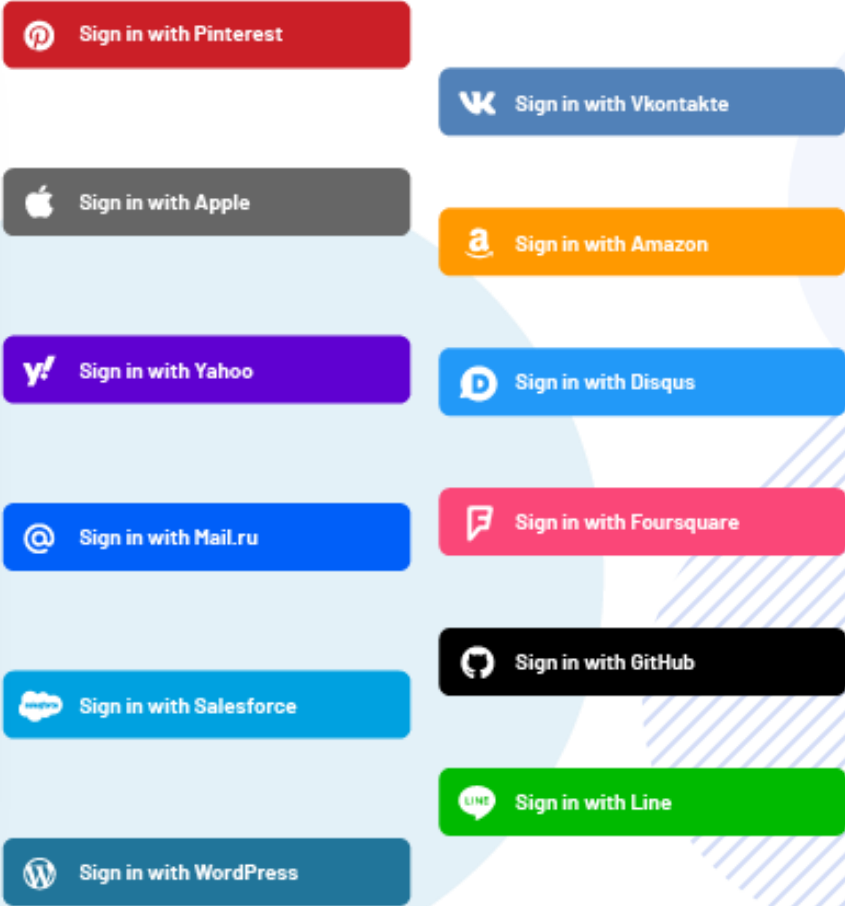 Sign in with Pinterest
Sign in with Vkontakte
Sign in with Apple
Sign in with Amazon
Sign in with Yahoo
Sign in with Disqus
Sign in with Foursquare
Sign in with Mail.ru
Sign in with GitHub
Sign in with Salesforce
LINE
Sign in with Line
Sign in with WordPress